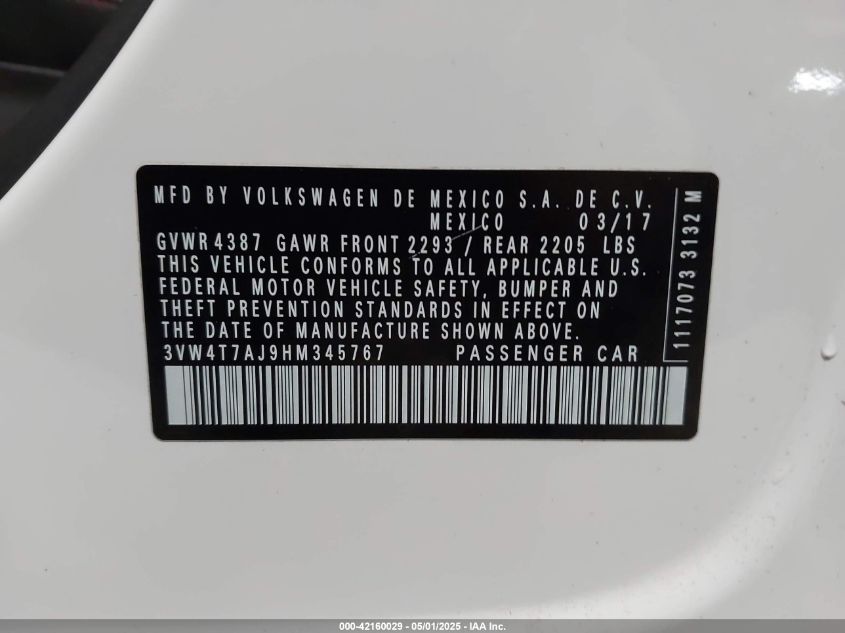 MFD BY VOLKSWAGEN DE MEXICO S.A. DE C.V.
MEXICO 03/17
GVWR 4387 GAWR FRONT 2293 / REAR 2205 LBS
THIS VEHICLE CONFORMS TO ALL APPLICABLE U.S.
FEDERAL MOTOR VEHICLE SAFETY, BUMPER AND
THEFT PREVENTION STANDARDS IN EFFECT ON
THE DATE OF MANUFACTURE SHOWN ABOVE.
3VW4T7AJ9HM345767 PASSENGER CAR
1117073 3132 M
000-42160029 - 05/01/2025 - IAA Inc.